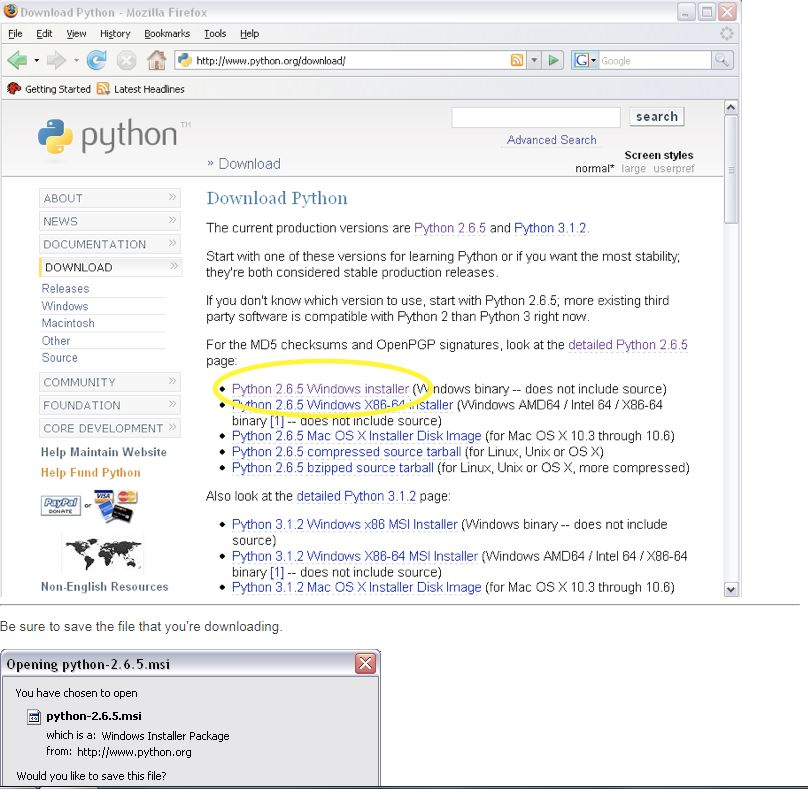 Download Python - Mozilla Firefox
File Edit View History Bookmarks Tools Help
http://www.python.org/download/
G Google
Getting Started Latest Headlines
python™
search
Advanced Search
» Download
Screen styles
normal* large userpref
ABOUT »
NEWS »
DOCUMENTATION »
DOWNLOAD »
Releases
Windows
Macintosh
Other
Source
COMMUNITY »
FOUNDATION »
CORE DEVELOPMENT »
Help Maintain Website
Help Fund Python
PayPal DONATE or VISA
Non-English Resources
Download Python
The current production versions are Python 2.6.5 and Python 3.1.2.
Start with one of these versions for learning Python or if you want the most stability;
they're both considered stable production releases.
If you don't know which version to use, start with Python 2.6.5; more existing third
party software is compatible with Python 2 than Python 3 right now.
For the MD5 checksums and OpenPGP signatures, look at the detailed Python 2.6.5
page:
• Python 2.6.5 Windows installer (Windows binary -- does not include source)
• Python 2.6.5 Windows X86-64 Installer (Windows AMD64 / Intel 64 / X86-64
binary [1] -- does not include source)
• Python 2.6.5 Mac OS X Installer Disk Image (for Mac OS X 10.3 through 10.6)
• Python 2.6.5 compressed source tarball (for Linux, Unix or OS X)
• Python 2.6.5 bzipped source tarball (for Linux, Unix or OS X, more compressed)
Also look at the detailed Python 3.1.2 page:
• Python 3.1.2 Windows x86 MSI Installer (Windows binary -- does not include
source)
• Python 3.1.2 Windows X86-64 MSI Installer (Windows AMD64 / Intel 64 / X86-64
binary [1] -- does not include source)
• Python 3.1.2 Mac OS X Installer Disk Image (for Mac OS X 10.3 through 10.6)
Be sure to save the file that you're downloading.
Opening python-2.6.5.msi
You have chosen to open
python-2.6.5.msi
which is a: Windows Installer Package
from: http://www.python.org
Would you like to save this file?